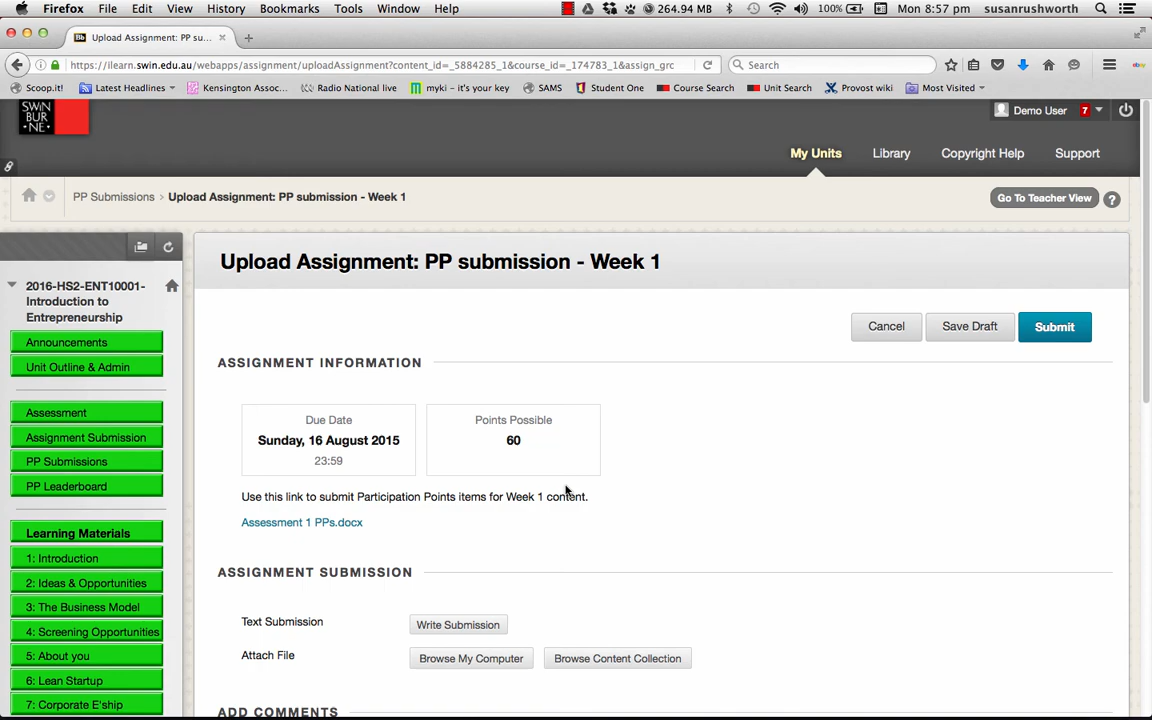 Firefox File Edit View History Bookmarks Tools Window Help 264.94 MB 100% Mon 8:57 pm susanrushworth
Bb Upload Assignment: PP su...
https://ilearn.swin.edu.au/webapps/assignment/uploadAssignment?content_id=_5884285_1&course_id=_174783_1&assign_grc Search
Scoop.it! Latest Headlines Kensington Assoc... Radio National live myki - it's your key SAMS Student One Course Search Unit Search Provost wiki Most Visited
SWIN
BUR
NE
Demo User 7
My Units Library Copyright Help Support
PP Submissions > Upload Assignment: PP submission - Week 1 Go To Teacher View ?
Upload Assignment: PP submission - Week 1
Cancel Save Draft Submit
2016-HS2-ENT10001-
Introduction to
Entrepreneurship
Announcements
Unit Outline & Admin
Assessment
Assignment Submission
PP Submissions
PP Leaderboard
Learning Materials
1: Introduction
2: Ideas & Opportunities
3: The Business Model
4: Screening Opportunities
5: About you
6: Lean Startup
7: Corporate E'ship
ASSIGNMENT INFORMATION
Due Date
Sunday, 16 August 2015
23:59
Points Possible
60
Use this link to submit Participation Points items for Week 1 content.
Assessment 1 PPs.docx
ASSIGNMENT SUBMISSION
Text Submission Write Submission
Attach File Browse My Computer Browse Content Collection
ADD COMMENTS